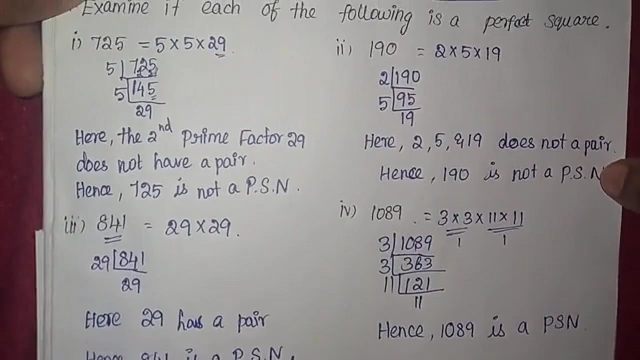 Examine if each of the following is a perfect square.
i) 725 = 5 × 5 × 29
5 | 725
5 | 145
29
Here, the 2nd Prime Factor 29
does not have a pair.
Hence, 725 is not a P.S.N.
ii) 190 = 2 × 5 × 19
2 | 190
5 | 95
19
Here, 2, 5, &19 does not a pair.
Hence, 190 is not a P.S.N
iii) 841 = 29 × 29.
29 | 841
29
Here 29 has a pair
Hence 841 is a P.S.N.
iv) 1089 = 3 × 3 × 11 × 11
3 | 1089
3 | 363
11 | 121
11
Hence, 1089 is a PSN.